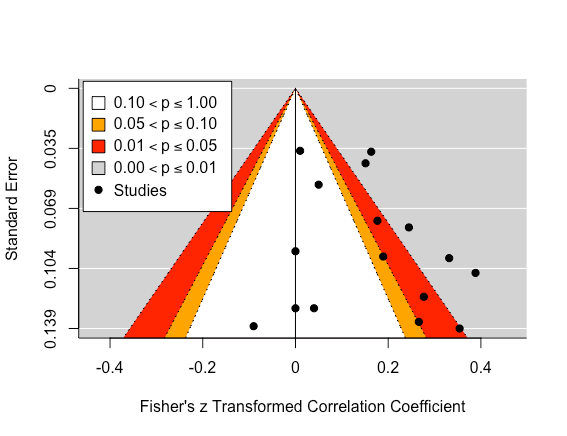 0.10 < p ≤ 1.00
0.05 < p ≤ 0.10
0.01 < p ≤ 0.05
0.00 < p ≤ 0.01
Studies
Standard Error
0
0.035
0.069
0.104
0.139
-0.4
-0.2
0
0.2
0.4
Fisher's z Transformed Correlation Coefficient